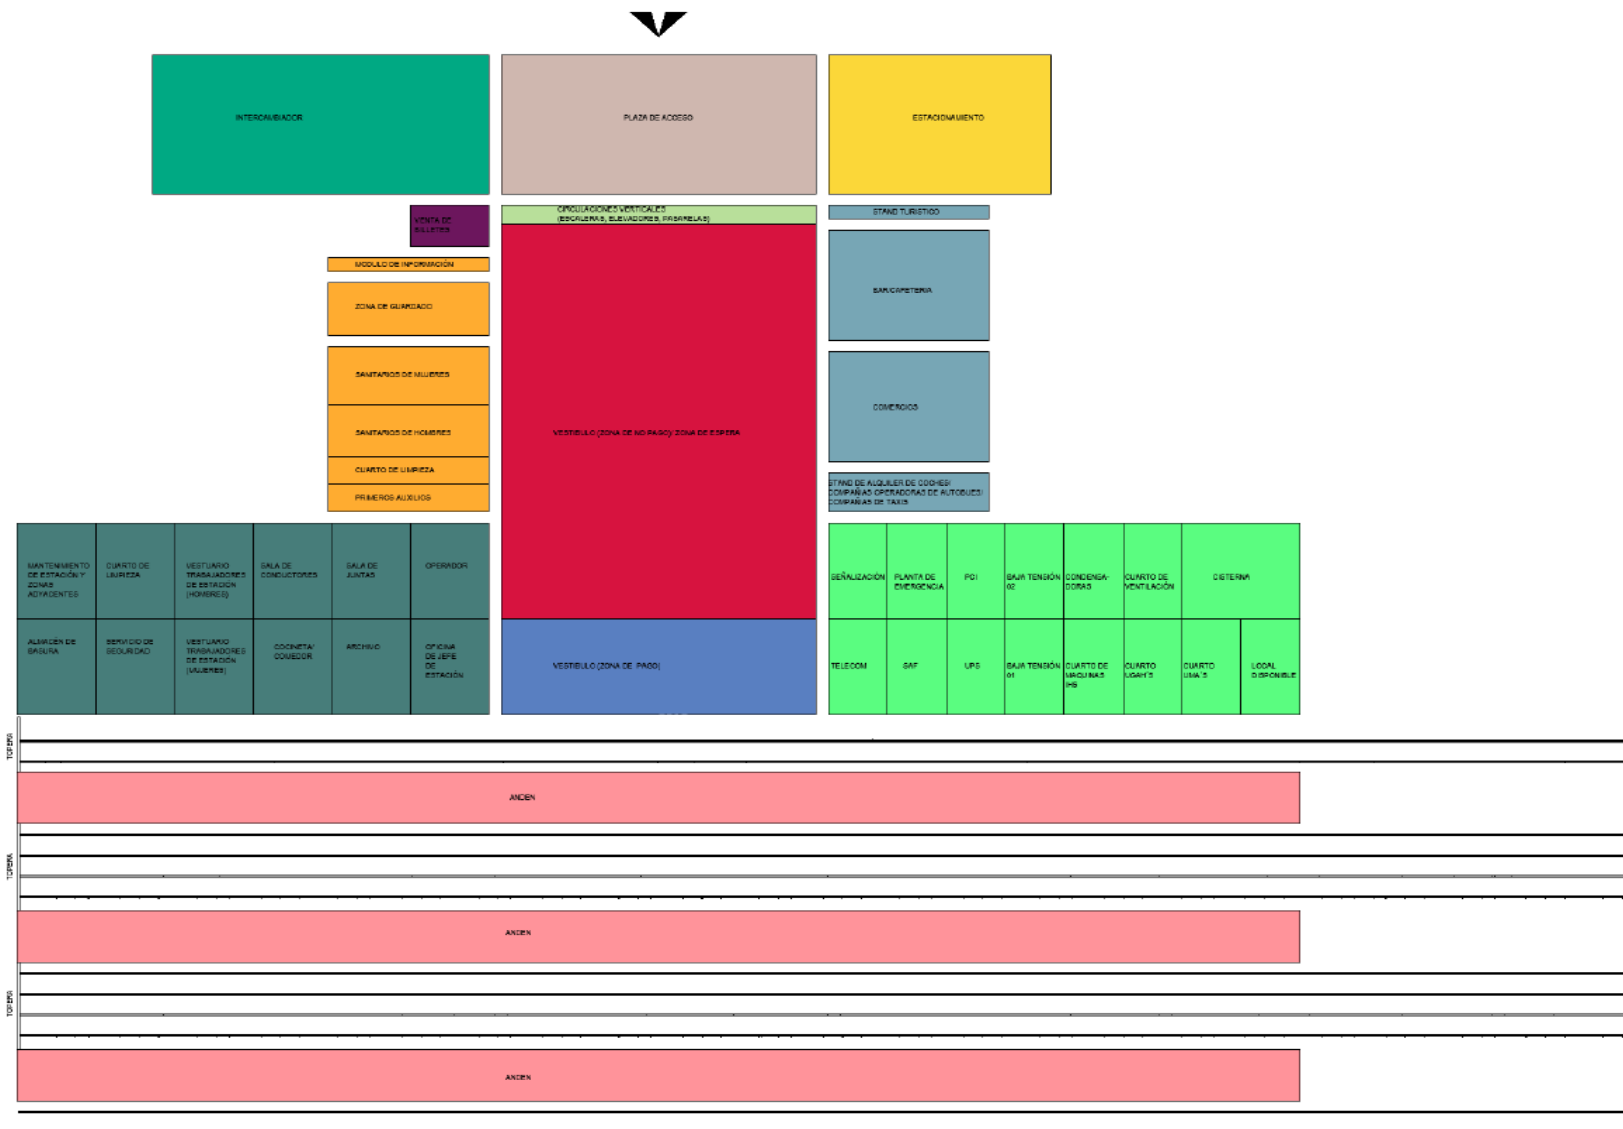 INTERCAMBIADOR
PLAZA DE ACCESO
ESTACIONAMIENTO
VENTA DE
BILLETES
CIRCULACIONES VERTICALES
(ESCALERAS, ELEVADORES, PASARELAS)
STAND TURISTICO
MODULO DE INFORMACIÓN
BAR/CAFETERIA
ZONA DE GUARDADO
SANITARIOS DE MUJERES
COMERCIOS
SANITARIOS DE HOMBRES
VESTIBULO (ZONA DE NO PAGO)/ ZONA DE ESPERA
CUARTO DE LIMPIEZA
PRIMEROS AUXILIOS
STAND DE ALQUILER DE COCHES/
COMPAÑIAS OPERADORAS DE AUTOBUES/
COMPAÑIAS DE TAXIS
MANTENIMIENTO
DE ESTACIÓN Y
ZONAS
ADYADENTES
CUARTO DE
LIMPIEZA
VESTUARIO
TRABAJADORES
DE ESTACIÓN
(HOMBRES)
SALA DE
CONDUCTORES
SALA DE
JUNTAS
OPERADOR
SEÑALIZACIÓN
PLANTA DE
EMERGENCIA
PCI
BAJA TENSIÓN
02
CONDENSA-
DORAS
CUARTO DE
VENTILACIÓN
CISTERNA
ALMACÉN DE
BASURA
SERVICIO DE
SEGURIDAD
VESTUARIO
TRABAJADORES
DE ESTACIÓN
(MUJERES)
COCINETA/
COMEDOR
ARCHIVO
OFICINA
DE JEFE
DE
ESTACIÓN
VESTIBULO (ZONA DE PAGO)
TELECOM
SAF
UPS
BAJA TENSIÓN
01
CUARTO DE
MAQUINAS
IHS
CUARTO
UGAH'S
CUARTO
UMA'S
LOCAL
DISPONIBLE
TOPERA
ANDEN
TOPERA
ANDEN
TOPERA
ANDEN